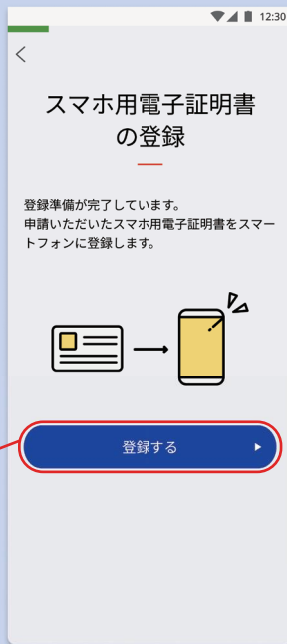 12:30
スマホ用電子証明書
の登録
登録準備が完了しています。
申請いただいたスマホ用電子証明書をスマー
トフォンに登録します。
登録する